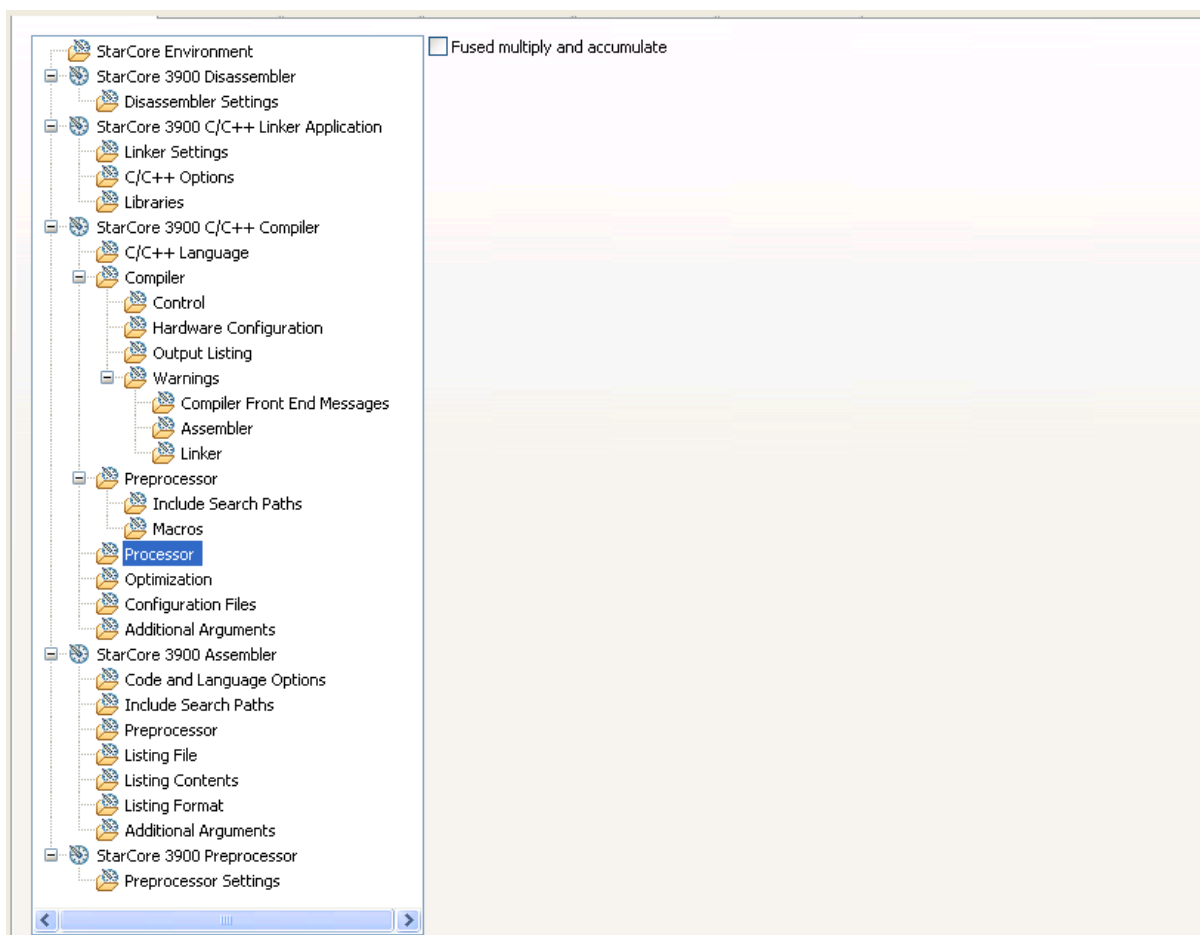 StarCore Environment
StarCore 3900 Disassembler
Disassembler Settings
StarCore 3900 C/C++ Linker Application
Linker Settings
C/C++ Options
Libraries
StarCore 3900 C/C++ Compiler
C/C++ Language
Compiler
Control
Hardware Configuration
Output Listing
Warnings
Compiler Front End Messages
Assembler
Linker
Preprocessor
Include Search Paths
Macros
Processor
Optimization
Configuration Files
Additional Arguments
StarCore 3900 Assembler
Code and Language Options
Include Search Paths
Preprocessor
Listing File
Listing Contents
Listing Format
Additional Arguments
StarCore 3900 Preprocessor
Preprocessor Settings
Fused multiply and accumulate